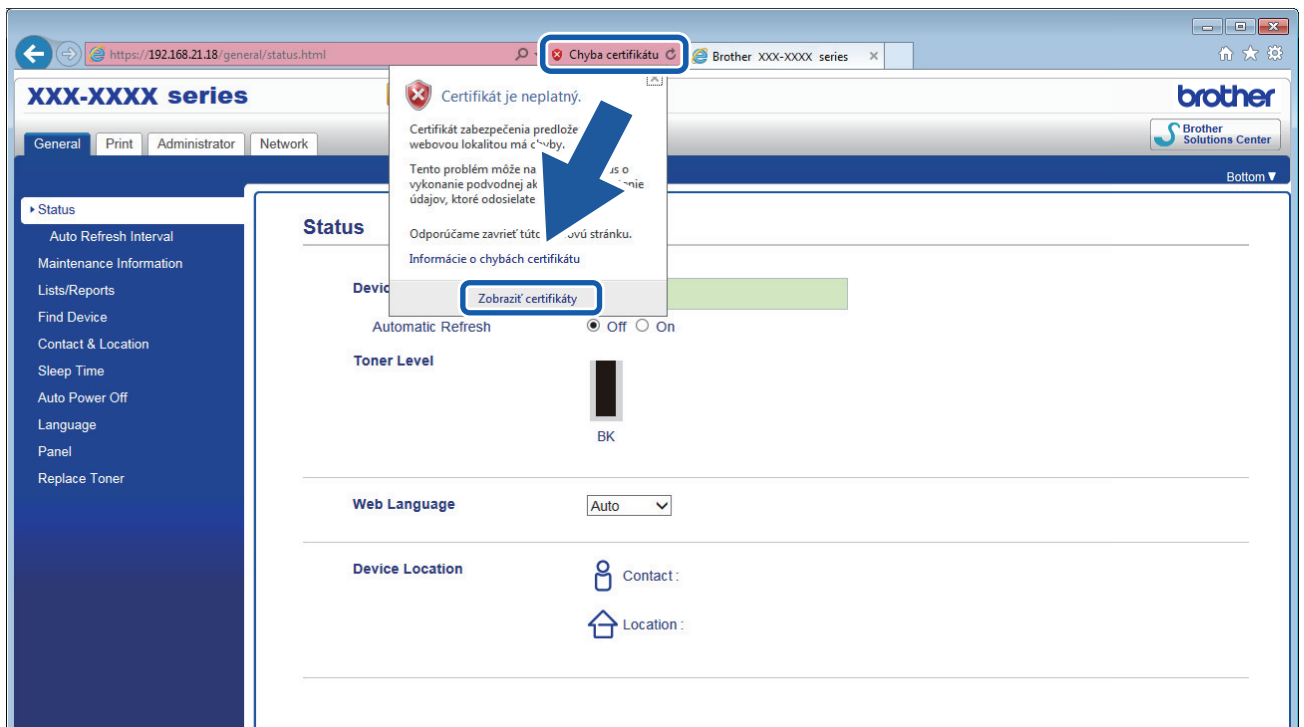 https://192.168.21.18/general/status.html
Chyba certifikátu
Brother XXX-XXXX series
XXX-XXXX series
brother
Certifikát je neplatný.
Certifikát zabezpečenia
webovou lokalitou má
Tento problém môže
vykonanie podvodnej
údajov, ktoré odosielate
Odporúčame zavrieť túto stránku.
Informácie o chybách certifikátu
Zobraziť certifikáty
General
Print
Administrator
Network
Brother
Solutions Center
Bottom ▼
Status
Auto Refresh Interval
Maintenance Information
Lists/Reports
Find Device
Contact & Location
Sleep Time
Auto Power Off
Language
Panel
Replace Toner
Status
Automatic Refresh
Off
On
Toner Level
BK
Web Language
Auto
Device Location
Contact :
Location :